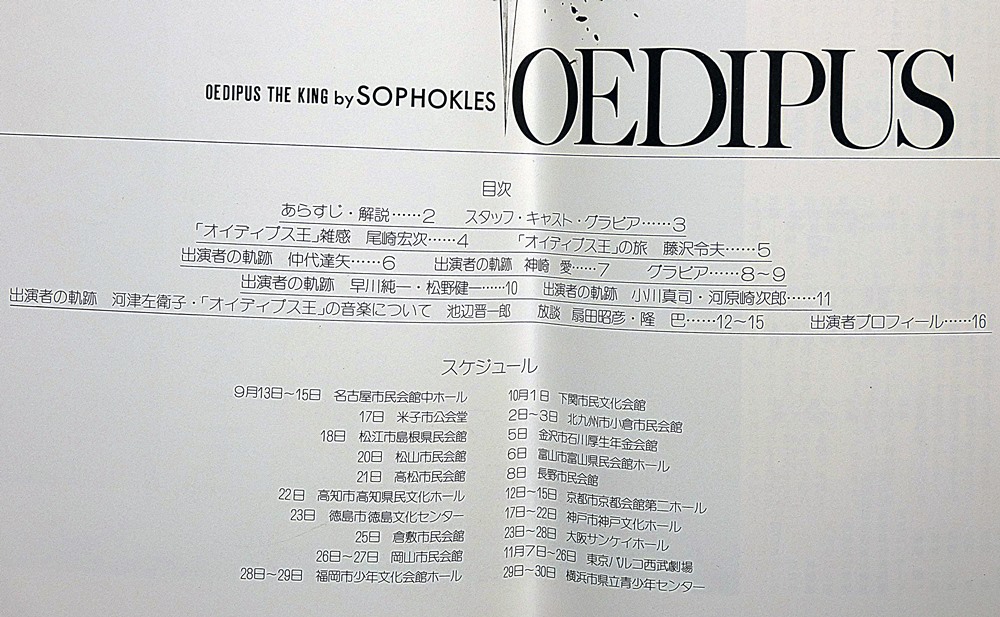 OEDIPUS THE KING by SOPHOKLES
OEDIPUS
目次
あらすじ・解説……2 スタッフ・キャスト・グラビア……3
「オイディプス王」雑感 尾崎宏次……4 「オイディプス王」の旅 藤沢令夫……5
出演者の軌跡 仲代達矢……6 出演者の軌跡 神崎 愛……7 グラビア……8〜9
出演者の軌跡 早川純一・松野健一……10 出演者の軌跡 小川真司・河原崎次郎……11
出演者の軌跡 河津左衛子・「オイディプス王」の音楽について 池辺晋一郎 放談 扇田昭彦・隆 巴……12〜15 出演者プロフィール……16
スケジュール
9月13日〜15日 名古屋市民会館中ホール
17日 米子市公会堂
18日 松江市島根県民会館
20日 松山市民会館
21日 高松市民会館
22日 高知市高知県民文化ホール
23日 徳島市徳島文化センター
25日 倉敷市民会館
26日〜27日 岡山市民会館
28日〜29日 福岡市少年文化会館ホール
10月1日 下関市民文化会館
2日〜3日 北九州市小倉市民会館
5日 金沢市石川厚生年金会館
6日 富山市富山県民会館ホール
8日 長野市民会館
12日〜15日 京都市京都会館第二ホール
17日〜22日 神戸市神戸文化ホール
23日〜28日 大阪サンケイホール
11月7日〜26日 東京パルコ西武劇場
29日〜30日 横浜市県立青少年センター